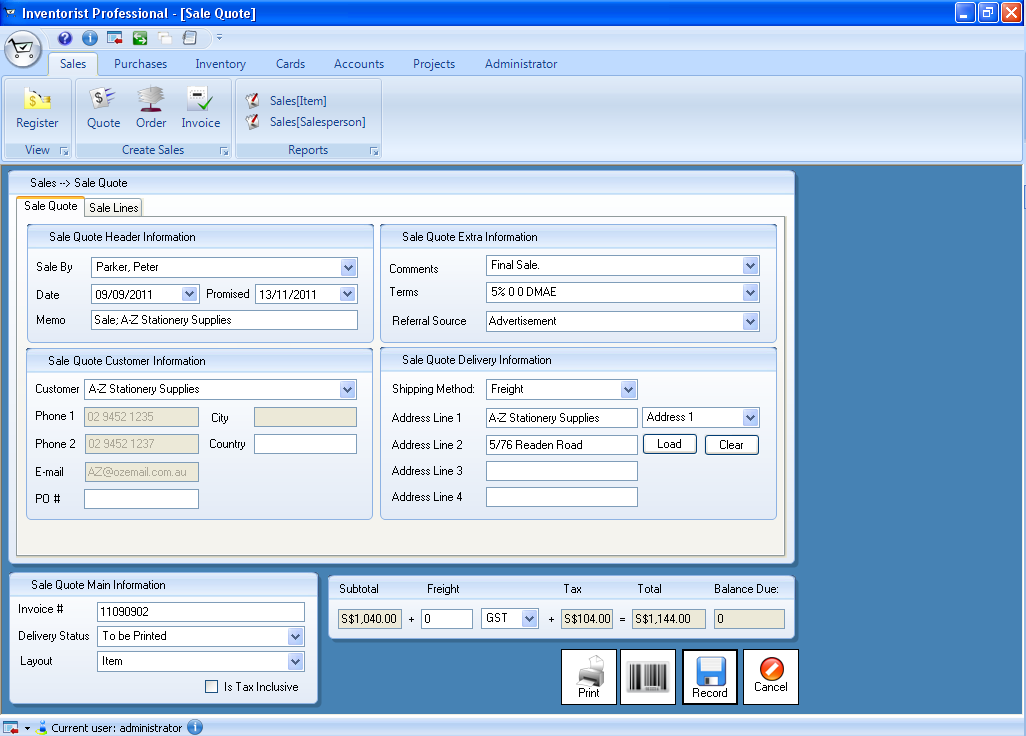 Inventorist Professional - [Sale Quote]
Sales Purchases Inventory Cards Accounts Projects Administrator
Register Quote Order Invoice Sales[Item]
Sales[Salesperson]
View Create Sales Reports
Sales --> Sale Quote
Sale Quote Sale Lines
Sale Quote Header Information
Sale By Parker, Peter
Date 09/09/2011 Promised 13/11/2011
Memo Sale; A-Z Stationery Supplies
Sale Quote Extra Information
Comments Final Sale.
Terms 5% 0 0 DMAE
Referral Source Advertisement
Sale Quote Customer Information
Customer A-Z Stationery Supplies
Phone 1 02 9452 1235 City
Phone 2 02 9452 1237 Country
E-mail AZ@ozemail.com.au
PO #
Sale Quote Delivery Information
Shipping Method: Freight
Address Line 1 A-Z Stationery Supplies Address 1
Address Line 2 5/76 Readen Road Load Clear
Address Line 3
Address Line 4
Sale Quote Main Information
Invoice # 11090902
Delivery Status To be Printed
Layout Item
Is Tax Inclusive
Subtotal Freight Tax Total Balance Due:
S$1,040.00 + 0 GST + S$104.00 = S$1,144.00 0
Print Record Cancel
Current user: administrator